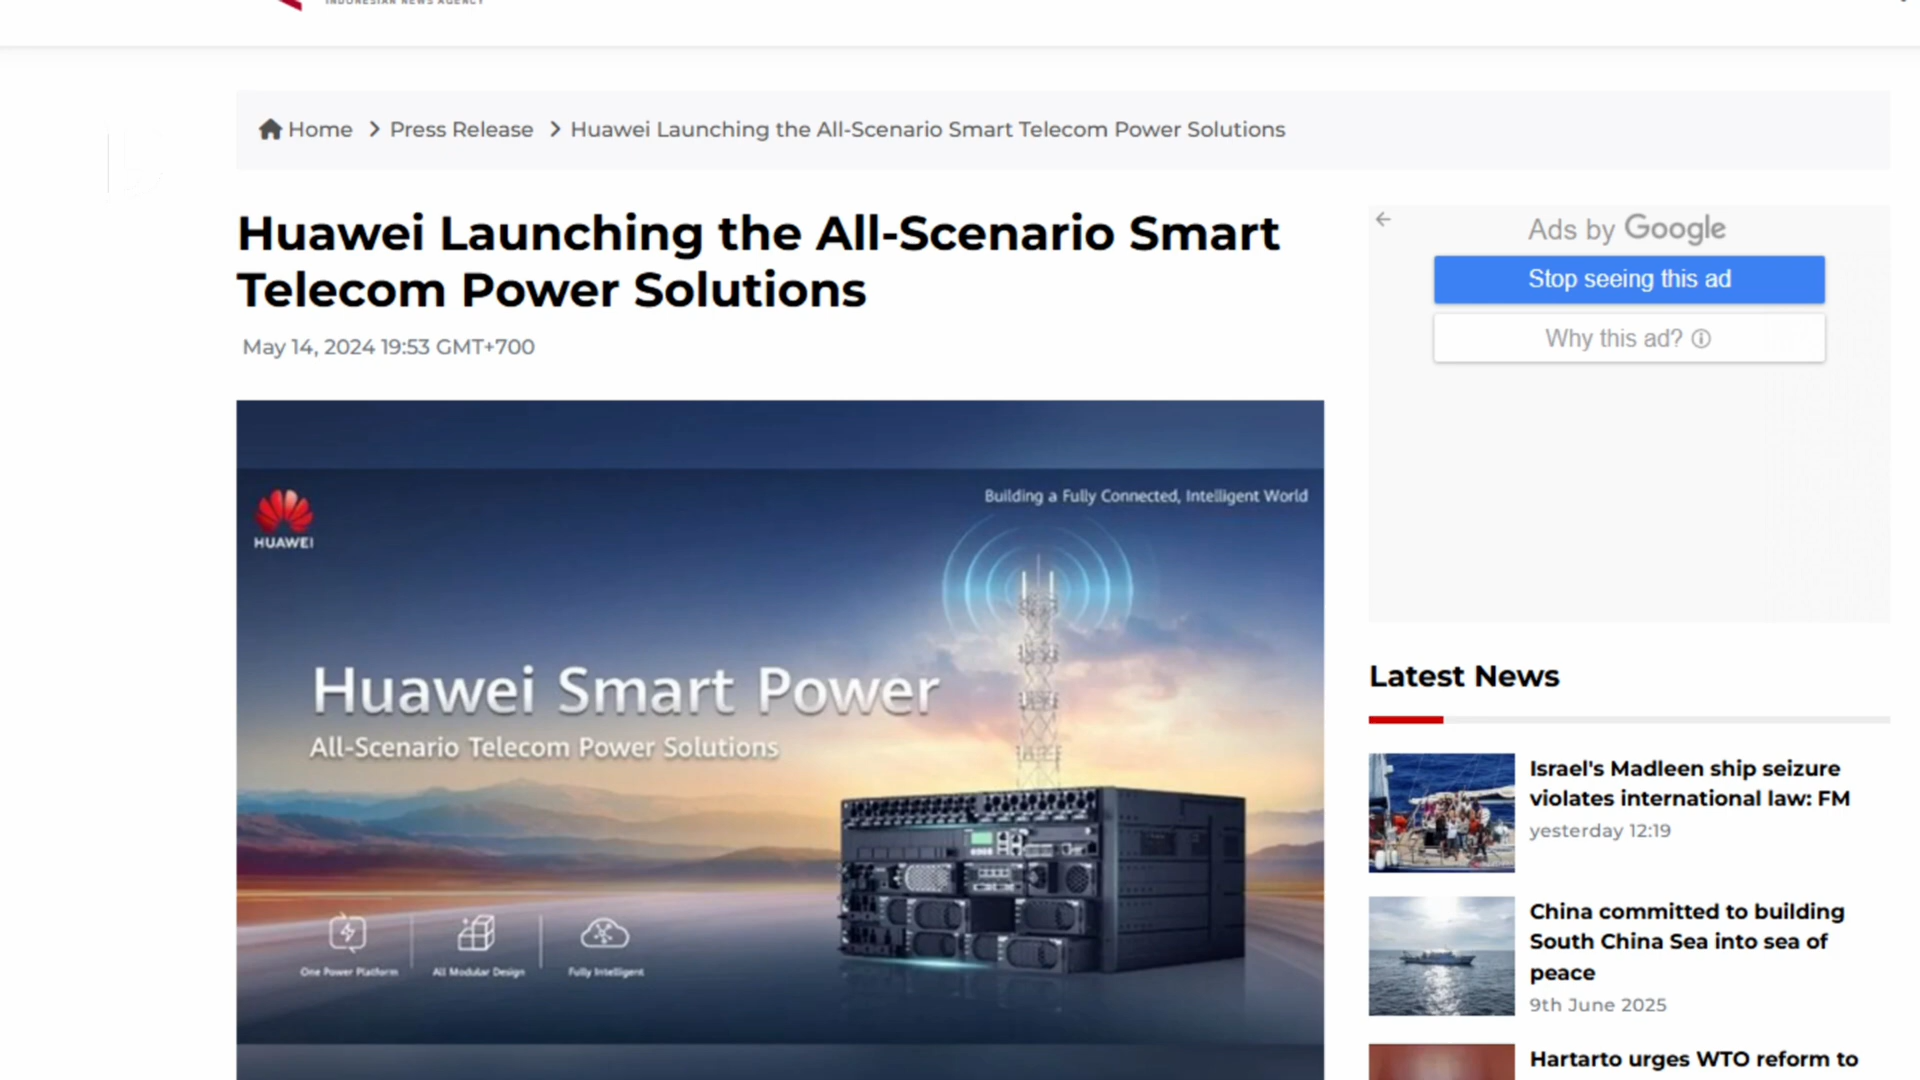 INDONESIAN NEWS AGENCY
Home > Press Release > Huawei Launching the All-Scenario Smart Telecom Power Solutions
Huawei Launching the All-Scenario Smart
Telecom Power Solutions
May 14, 2024 19:53 GMT+700
HUAWEI
Building a Fully Connected, Intelligent World
Huawei Smart Power
All-Scenario Telecom Power Solutions
One Power Platform
All Modular Design
Fully Intelligent
Ads by Google
Stop seeing this ad
Why this ad?
Latest News
Israel's Madleen ship seizure
violates international law: FM
yesterday 12:19
China committed to building
South China Sea into sea of
peace
9th June 2025
Hartarto urges WTO reform to